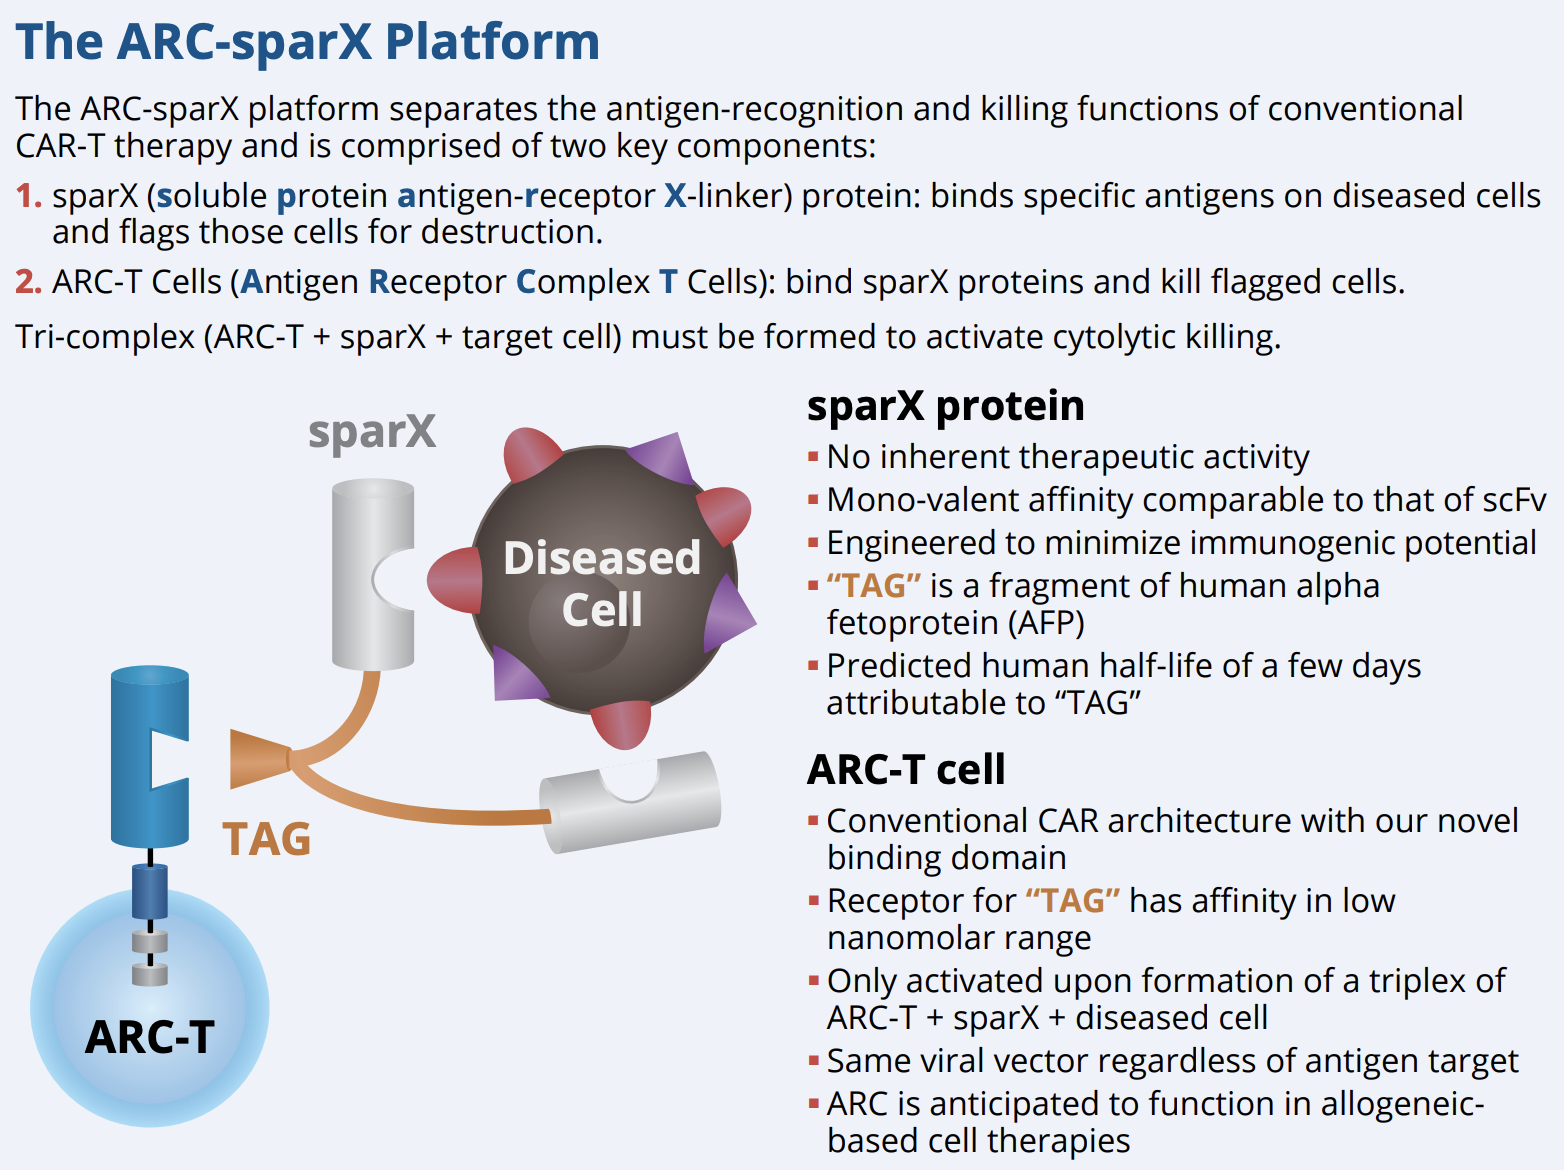 The ARC-sparX Platform
The ARC-sparX platform separates the antigen-recognition and killing functions of conventional
CAR-T therapy and is comprised of two key components:
1. sparX (soluble protein antigen-receptor X-linker) protein: binds specific antigens on diseased cells
and flags those cells for destruction.
2. ARC-T Cells (Antigen Receptor Complex T Cells): bind sparX proteins and kill flagged cells.
Tri-complex (ARC-T + sparX + target cell) must be formed to activate cytolytic killing.
sparX
Diseased
Cell
TAG
ARC-T
sparX protein
▪ No inherent therapeutic activity
▪ Mono-valent affinity comparable to that of scFv
▪ Engineered to minimize immunogenic potential
▪ “TAG” is a fragment of human alpha
fetoprotein (AFP)
▪ Predicted human half-life of a few days
attributable to “TAG”
ARC-T cell
▪ Conventional CAR architecture with our novel
binding domain
▪ Receptor for “TAG” has affinity in low
nanomolar range
▪ Only activated upon formation of a triplex of
ARC-T + sparX + diseased cell
▪ Same viral vector regardless of antigen target
▪ ARC is anticipated to function in allogeneic-
based cell therapies